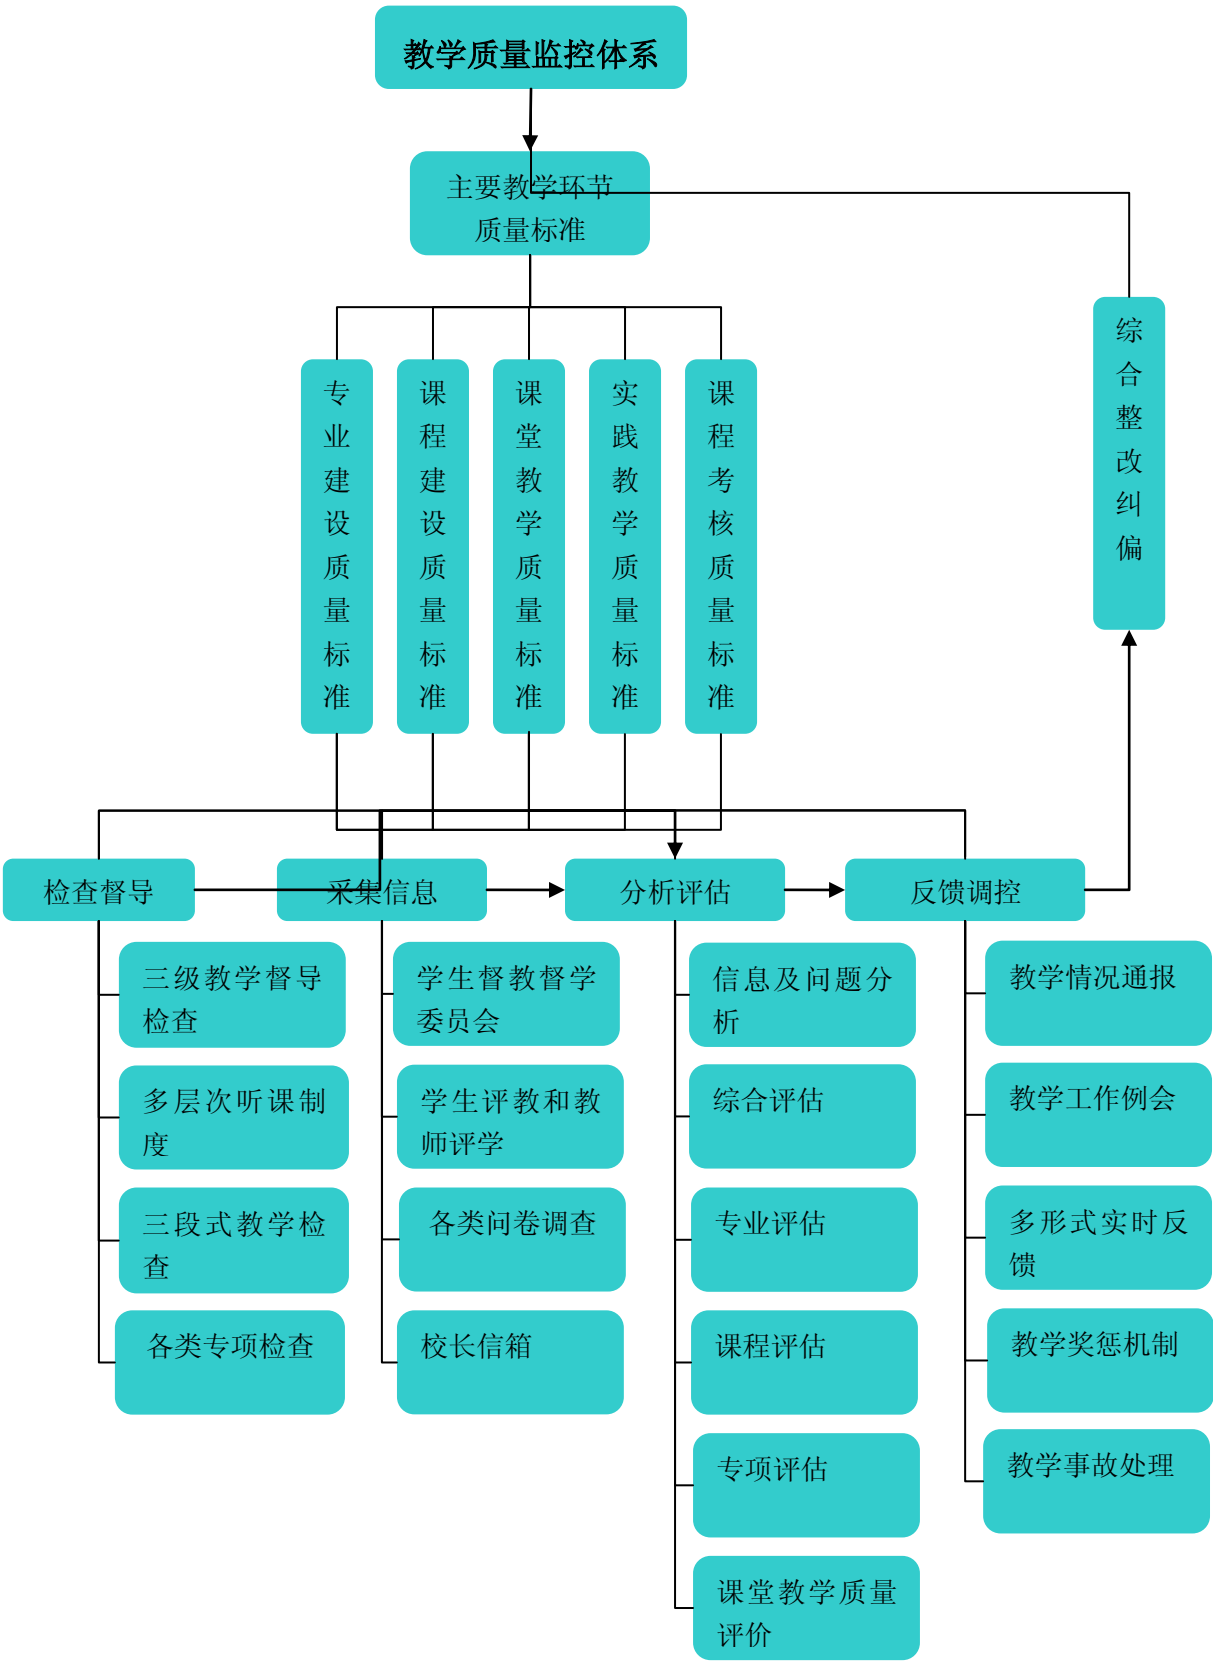 教学质量监控体系
主要教学环节
质量标准
专业建设质量标准
课程建设质量标准
课堂教学质量标准
实践教学质量标准
课程考核质量标准
综合整改纠偏
检查督导
采集信息
分析评估
反馈调控
三级教学督导
检查
多层次听课制
度
三段式教学检
查
各类专项检查
学生督教督学
委员会
学生评教和教
师评学
各类问卷调查
校长信箱
信息及问题分
析
综合评估
专业评估
课程评估
专项评估
课堂教学质量
评价
教学情况通报
教学工作例会
多形式实时反
馈
教学奖惩机制
教学事故处理